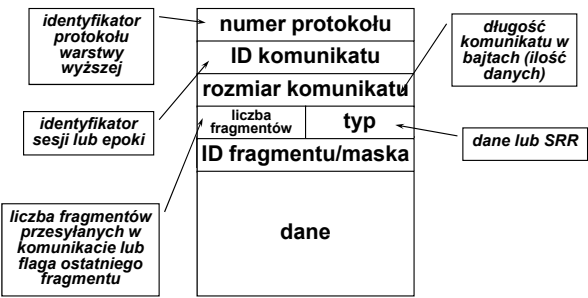 identyfikator
protokołu
warstwy
wyższej
numer protokołu
ID komunikatu
rozmiar komunikatu
liczba
fragmentów
typ
ID fragmentu/maska
dane
długość
komunikatu w
bajtach (ilość
danych)
identyfikator
sesji lub epoki
dane lub SRR
liczba fragmentów
przesyłanych w
komunikacie lub
flaga ostatniego
fragmentu